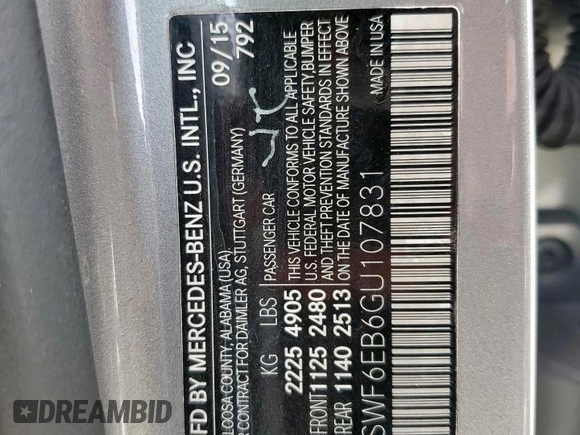 MFD BY MERCEDES-BENZ U.S. INTL., INC
COUNTY, ALABAMA (USA)
CONTRACT FOR DAIMLER AG, STUTTGART (GERMANY)
09/15
792
KG LBS PASSENGER CAR
2225 4905
FRONT 1125 2480
REAR 1140 2513
THIS VEHICLE CONFORMS TO ALL APPLICABLE
U.S. FEDERAL MOTOR VEHICLE SAFETY, BUMPER
AND THEFT PREVENTION STANDARDS IN EFFECT
ON THE DATE OF MANUFACTURE SHOWN ABOVE
SWF6EB6GU107831
MADE IN USA
DREAMBID
dreambid.com